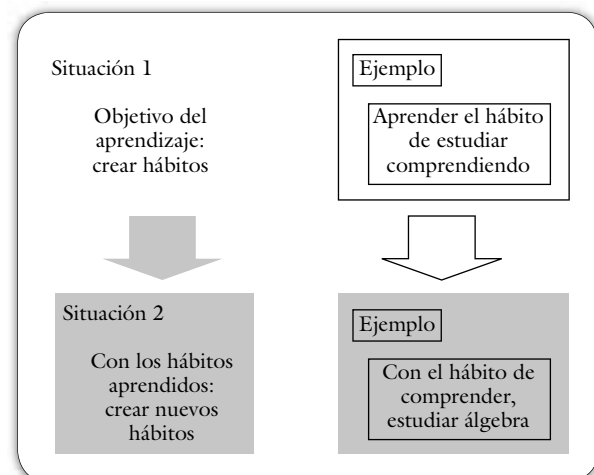 Situación 1
Objetivo del
aprendizaje:
crear hábitos
Ejemplo
Aprender el hábito
de estudiar
comprendiendo
Situación 2
Con los hábitos
aprendidos:
crear nuevos
hábitos
Ejemplo
Con el hábito de
comprender,
estudiar álgebra